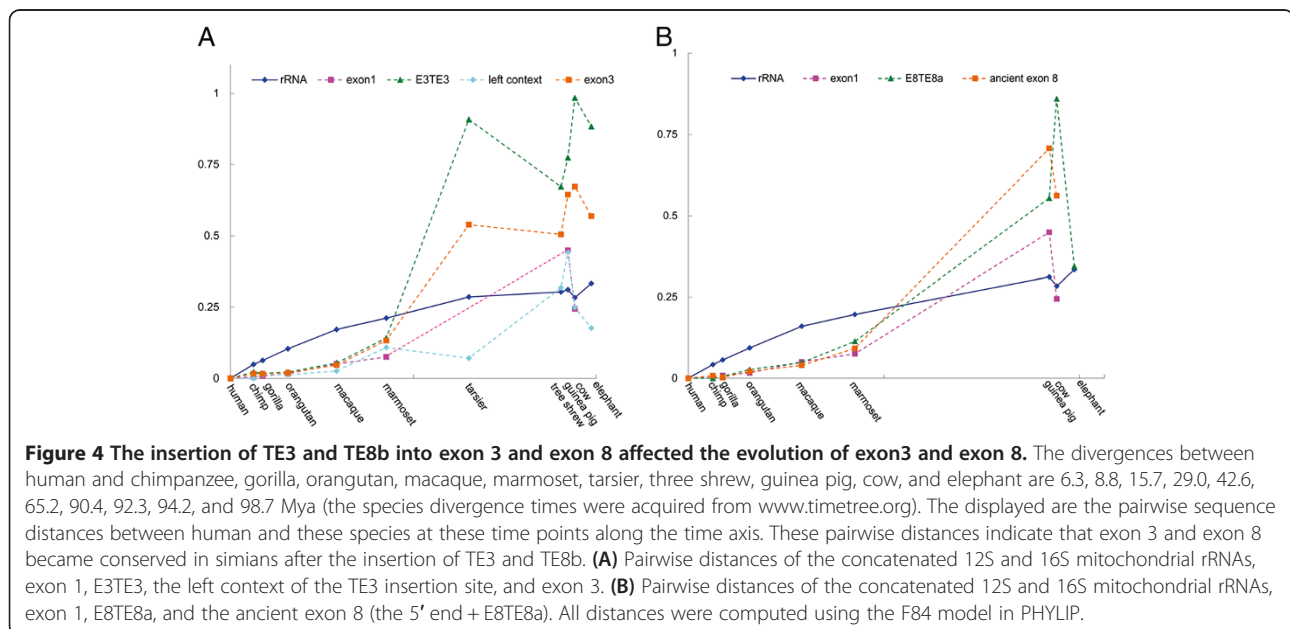 A
B
rRNA exon1 E3TE3 left context exon3
1
0.75
0.5
0.25
0
human
chimp
gorilla
orangutan
macaque
marmoset
tarsier
tree shrew
guinea pig
cow
elephant
1
rRNA exon1 E8TE8a ancient exon 8
0.75
0.5
0.25
0
human
chimp
gorilla
orangutan
macaque
marmoset
guinea pig
cow
elephant
Figure 4 The insertion of TE3 and TE8b into exon 3 and exon 8 affected the evolution of exon3 and exon 8. The divergences between
human and chimpanzee, gorilla, orangutan, macaque, marmoset, tarsier, three shrew, guinea pig, cow, and elephant are 6.3, 8.8, 15.7, 29.0, 42.6,
65.2, 90.4, 92.3, 94.2, and 98.7 Mya (the species divergence times were acquired from www.timetree.org). The displayed are the pairwise sequence
distances between human and these species at these time points along the time axis. These pairwise distances indicate that exon 3 and exon 8
became conserved in simians after the insertion of TE3 and TE8b. (A) Pairwise distances of the concatenated 12S and 16S mitochondrial rRNAs,
exon 1, E3TE3, the left context of the TE3 insertion site, and exon 3. (B) Pairwise distances of the concatenated 12S and 16S mitochondrial rRNAs,
exon 1, E8TE8a, and the ancient exon 8 (the 5′ end + E8TE8a). All distances were computed using the F84 model in PHYLIP.